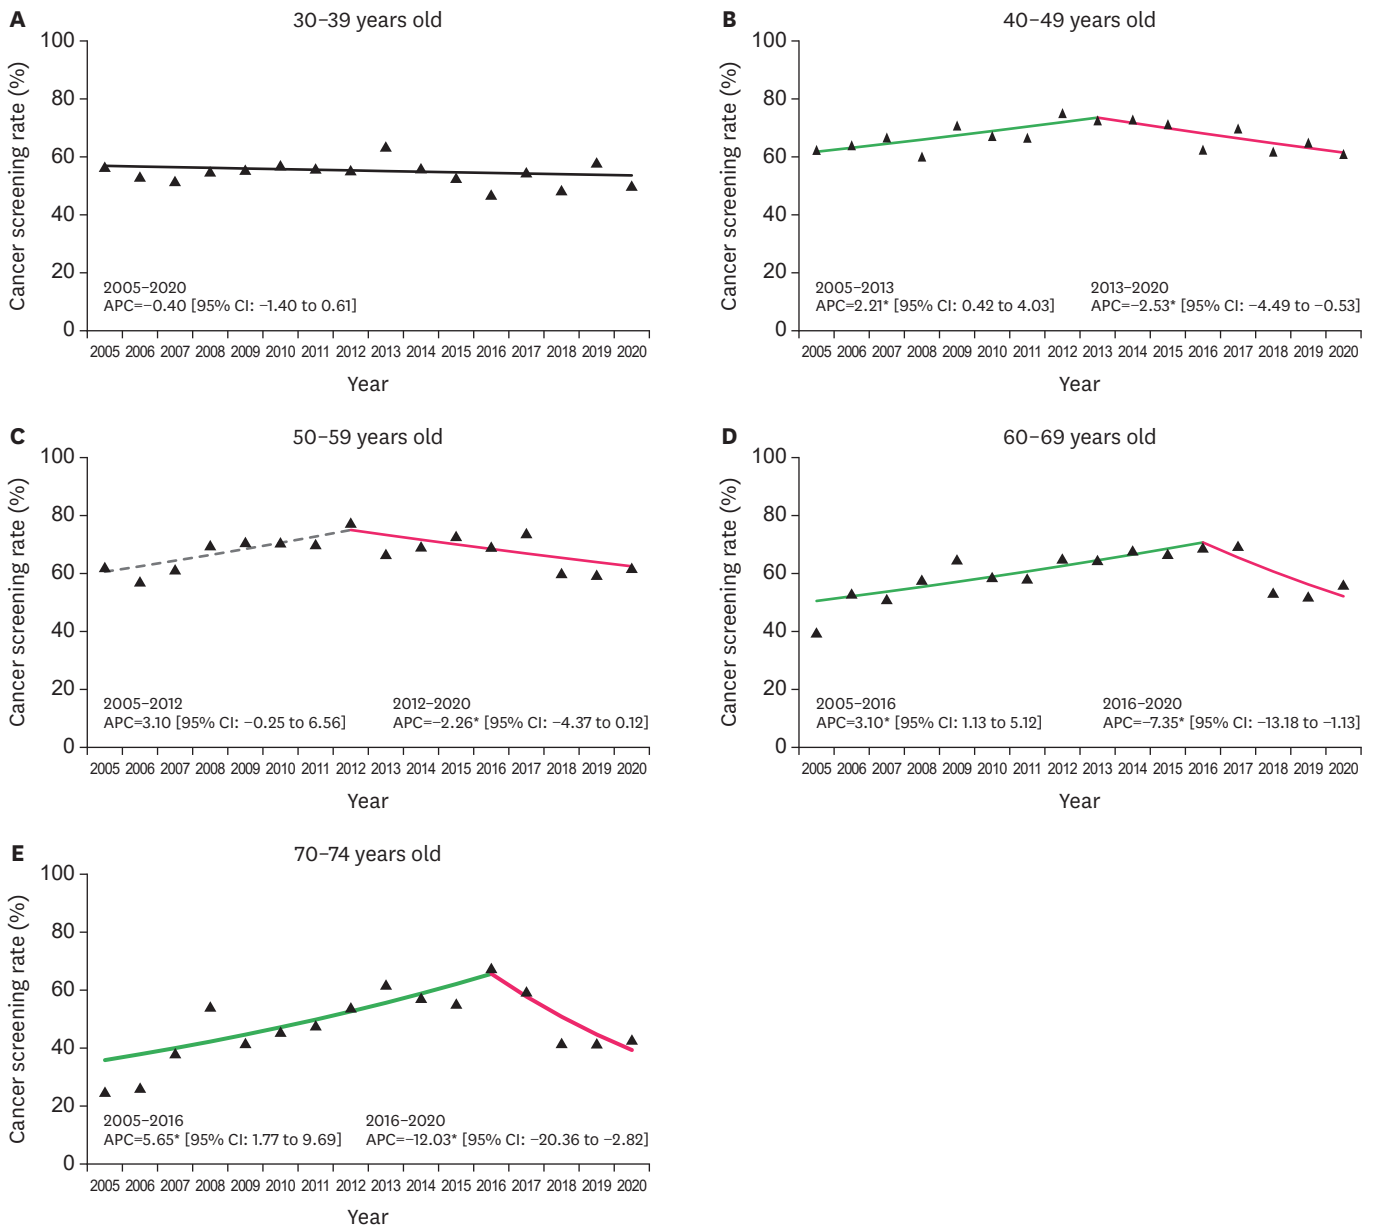 A
30–39 years old
Cancer screening rate (%)
100
80
60
40
20
0
2005–2020
APC=−0.40 [95% CI: −1.40 to 0.61]
2005 2006 2007 2008 2009 2010 2011 2012 2013 2014 2015 2016 2017 2018 2019 2020
Year
B
40–49 years old
Cancer screening rate (%)
100
80
60
40
20
0
2005–2013
APC=2.21* [95% CI: 0.42 to 4.03]
2013–2020
APC=−2.53* [95% CI: −4.49 to −0.53]
2005 2006 2007 2008 2009 2010 2011 2012 2013 2014 2015 2016 2017 2018 2019 2020
Year
C
50–59 years old
Cancer screening rate (%)
100
80
60
40
20
0
2005–2012
APC=3.10 [95% CI: −0.25 to 6.56]
2012–2020
APC=−2.26* [95% CI: −4.37 to 0.12]
2005 2006 2007 2008 2009 2010 2011 2012 2013 2014 2015 2016 2017 2018 2019 2020
Year
D
60–69 years old
Cancer screening rate (%)
100
80
60
40
20
0
2005–2016
APC=3.10* [95% CI: 1.13 to 5.12]
2016–2020
APC=−7.35* [95% CI: −13.18 to −1.13]
2005 2006 2007 2008 2009 2010 2011 2012 2013 2014 2015 2016 2017 2018 2019 2020
Year
E
70–74 years old
Cancer screening rate (%)
100
80
60
40
20
0
2005–2016
APC=5.65* [95% CI: 1.77 to 9.69]
2016–2020
APC=−12.03* [95% CI: −20.36 to −2.82]
2005 2006 2007 2008 2009 2010 2011 2012 2013 2014 2015 2016 2017 2018 2019 2020
Year